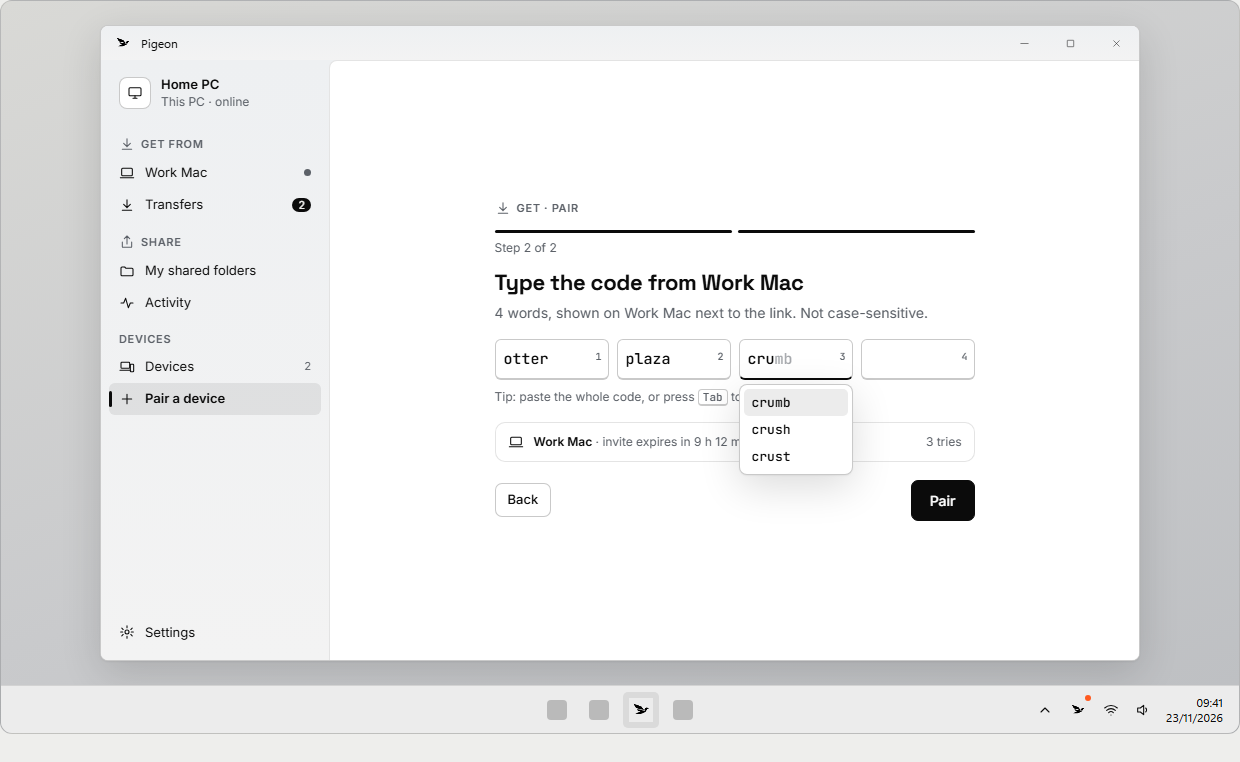 Pigeon
Home PC
This PC · online
GET FROM
Work Mac
Transfers 2
SHARE
My shared folders
Activity
DEVICES
Devices 2
Pair a device
Settings
GET · PAIR
Step 2 of 2
Type the code from Work Mac
4 words, shown on Work Mac next to the link. Not case-sensitive.
otter 1 plaza 2 crumb 3 4
Tip: paste the whole code, or press Tab
crumb
crush
crust
Work Mac · invite expires in 9 h 12 3 tries
Back Pair
09:41
23/11/2026